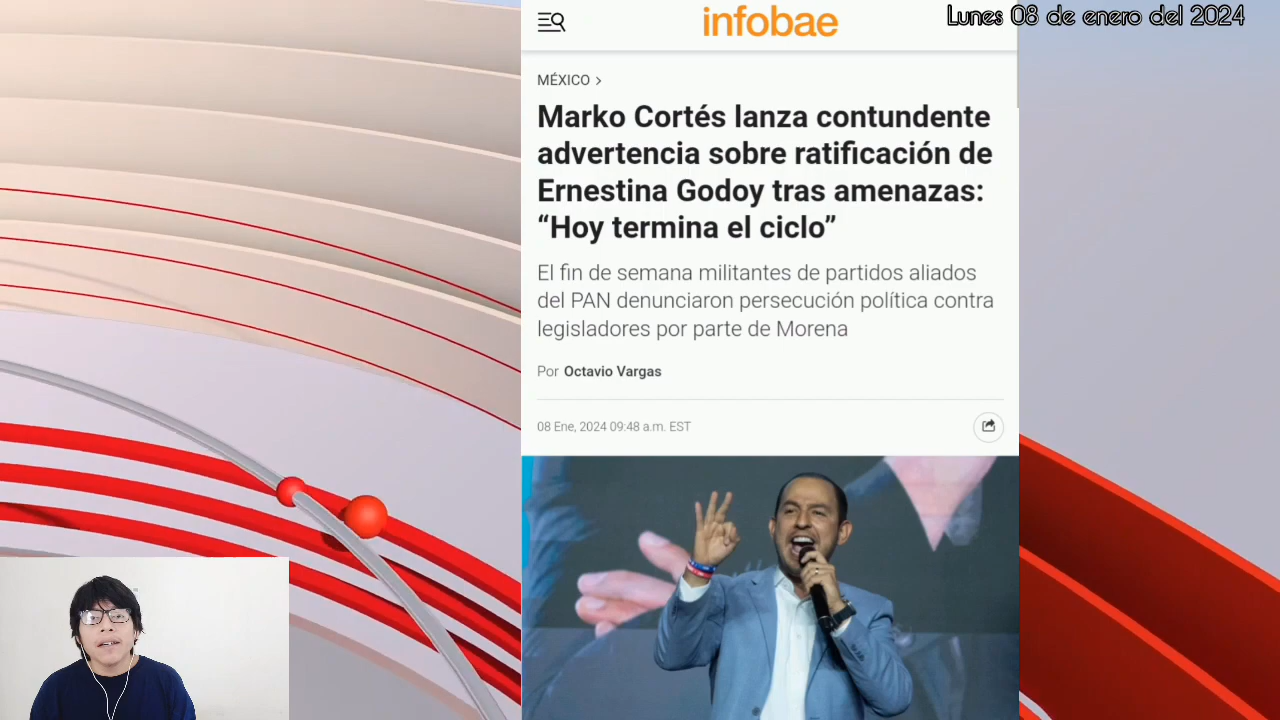 infobae
Lunes 08 de enero del 2024
MÉXICO
Marko Cortés lanza contundente
advertencia sobre ratificación de
Ernestina Godoy tras amenazas:
“Hoy termina el ciclo”
El fin de semana militantes de partidos aliados
del PAN denunciaron persecución política contra
legisladores por parte de Morena
Por Octavio Vargas
08 Ene, 2024 09:48 a.m. EST